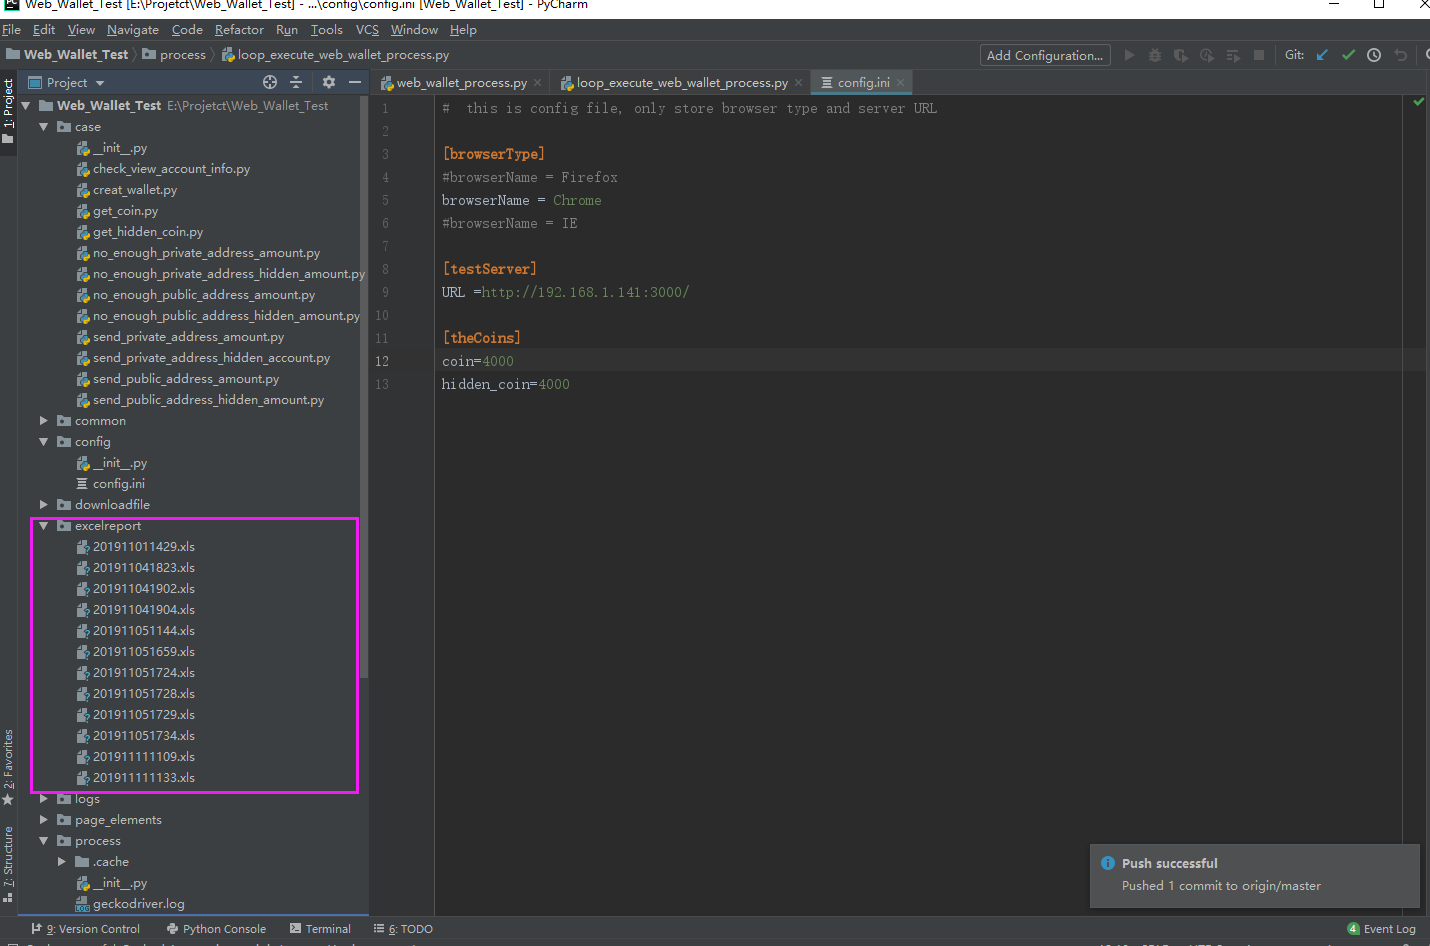 Web_Wallet_Test [E:\Projetct\Web_Wallet_Test] - ...\config\config.ini [Web_Wallet_Test] - PyCharm
File Edit View Navigate Code Refactor Run Tools VCS Window Help
Web_Wallet_Test process loop_execute_web_wallet_process.py Add Configuration... Git:
Project web_wallet_process.py loop_execute_web_wallet_process.py config.ini
1: Project
Web_Wallet_Test E:\Projetct\Web_Wallet_Test
case
__init__.py
check_view_account_info.py
creat_wallet.py
get_coin.py
get_hidden_coin.py
no_enough_private_address_amount.py
no_enough_private_address_hidden_amount.py
no_enough_public_address_amount.py
no_enough_public_address_hidden_amount.py
send_private_address_amount.py
send_private_address_hidden_account.py
send_public_address_amount.py
send_public_address_hidden_amount.py
common
config
__init__.py
config.ini
downloadfile
excelreport
201911011429.xls
201911041823.xls
201911041902.xls
201911041904.xls
201911051144.xls
201911051659.xls
201911051724.xls
201911051728.xls
201911051729.xls
201911051734.xls
201911111109.xls
201911111133.xls
logs
page_elements
process
.cache
__init__.py
geckodriver.log
2: Favorites
7: Structure
1 # this is config file, only store browser type and server URL
2
3 [browserType]
4 #browserName = Firefox
5 browserName = Chrome
6 #browserName = IE
7
8 [testServer]
9 URL =http://192.168.1.141:3000/
10
11 [theCoins]
12 coin=4000
13 hidden_coin=4000
Push successful
Pushed 1 commit to origin/master
9: Version Control Python Console Terminal 6: TODO 4 Event Log